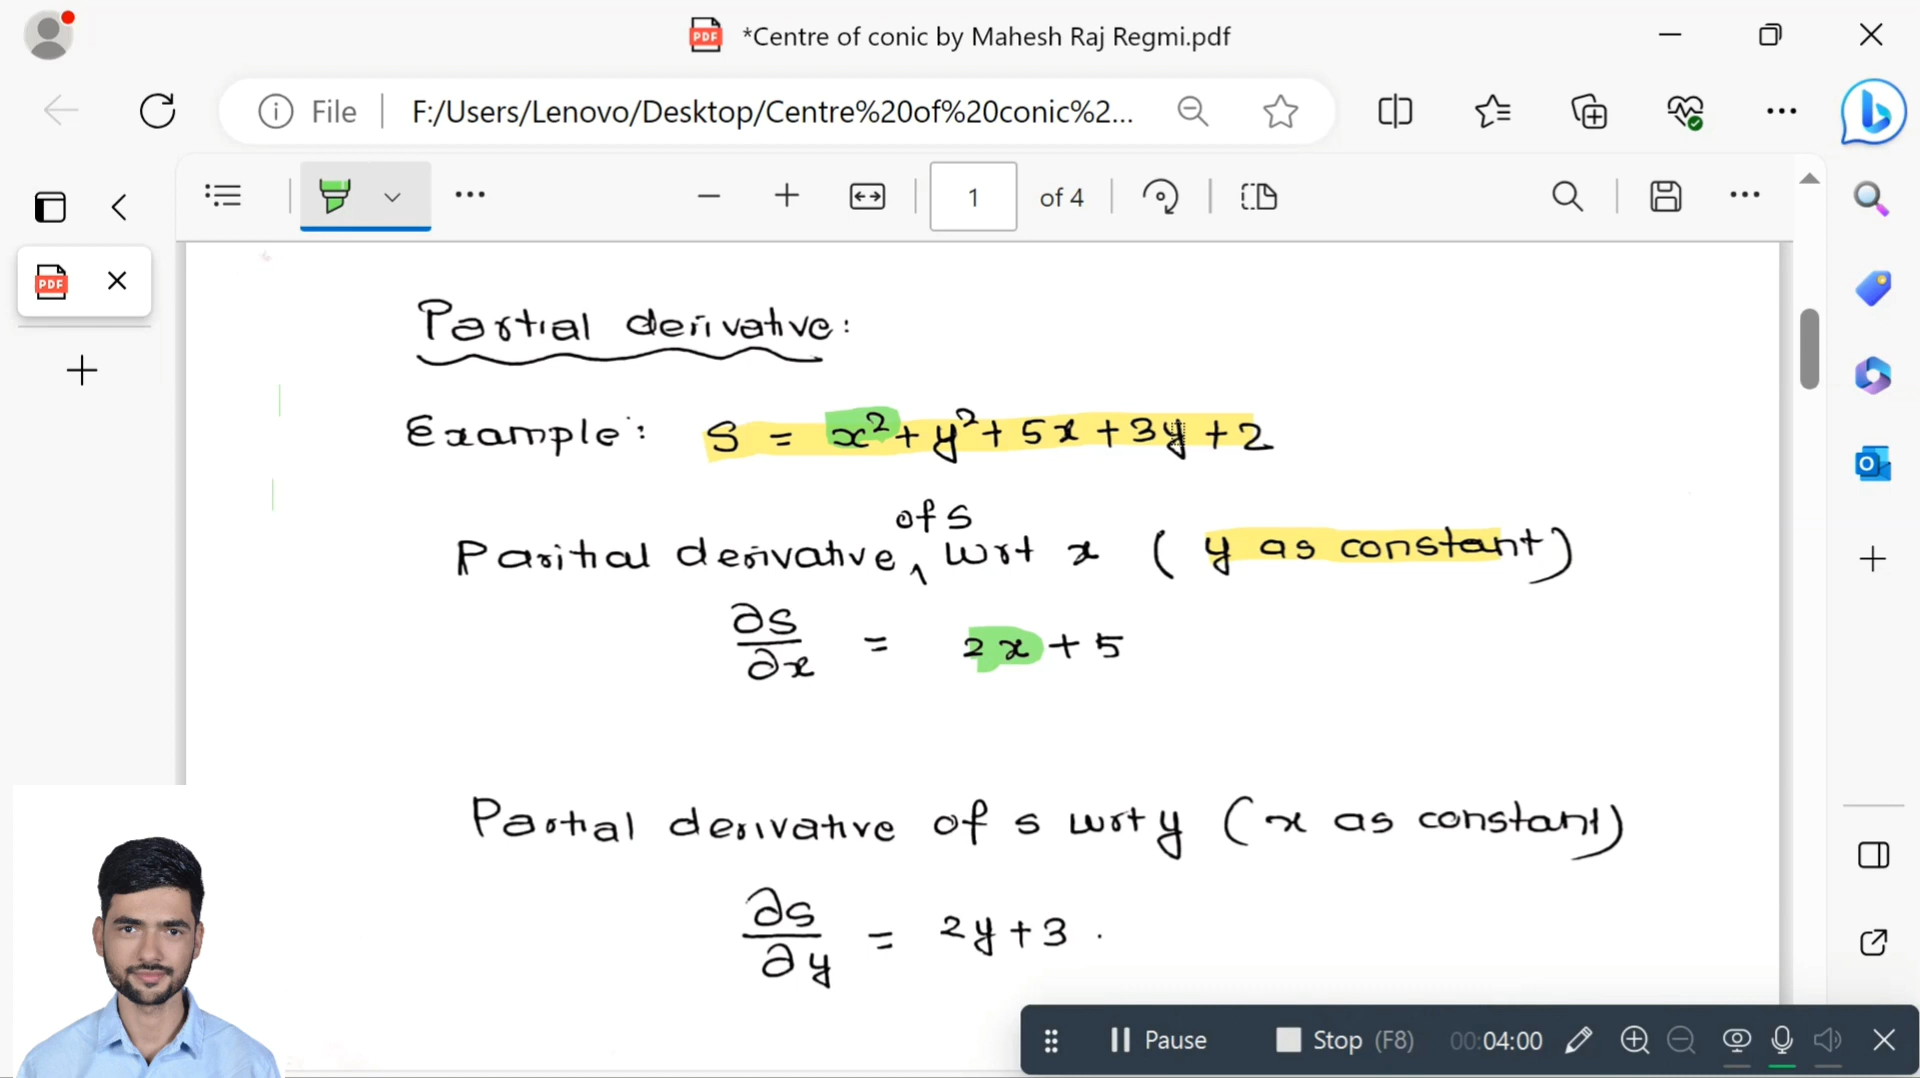 *Centre of conic by Mahesh Raj Regmi.pdf
File F:/Users/Lenovo/Desktop/Centre%20of%20conic%2...
1 of 4
Partial derivative:
Example: S = x² + y² + 5x + 3y + 2
of S
Paritial derivative ^ wrt x ( y as constant)
∂S/∂x = 2x + 5
Partial derivative of s wrt y (x as constant)
∂S/∂y = 2y + 3 .
Pause Stop (F8) 00:04:00